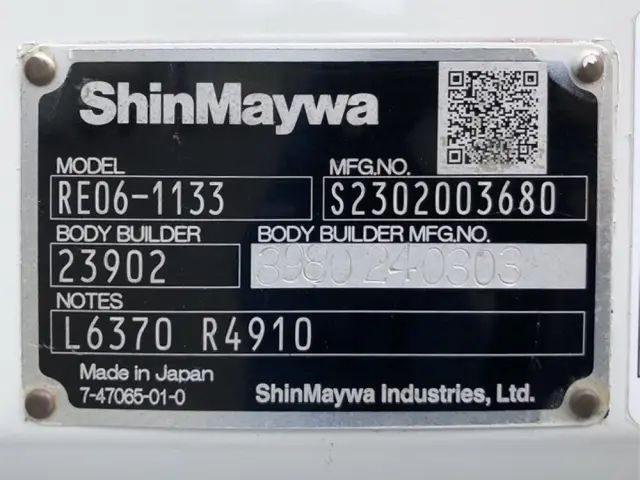 ShinMaywa
MODEL
RE06-1133
MFG.NO.
S2302003680
BODY BUILDER
23902
BODY BUILDER MFG.NO.
3980240303
NOTES
L6370 R4910
Made in Japan
7-47065-01-0
ShinMaywa Industries, Ltd.